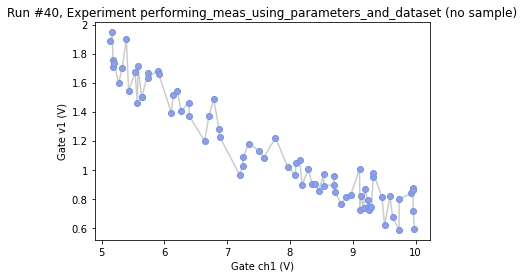 Run #40, Experiment performing_meas_using_parameters_and_dataset (no sample)
2
1.8
1.6
1.4
1.2
1
0.8
0.6
Gate v1 (V)
5 6 7 8 9 10
Gate ch1 (V)